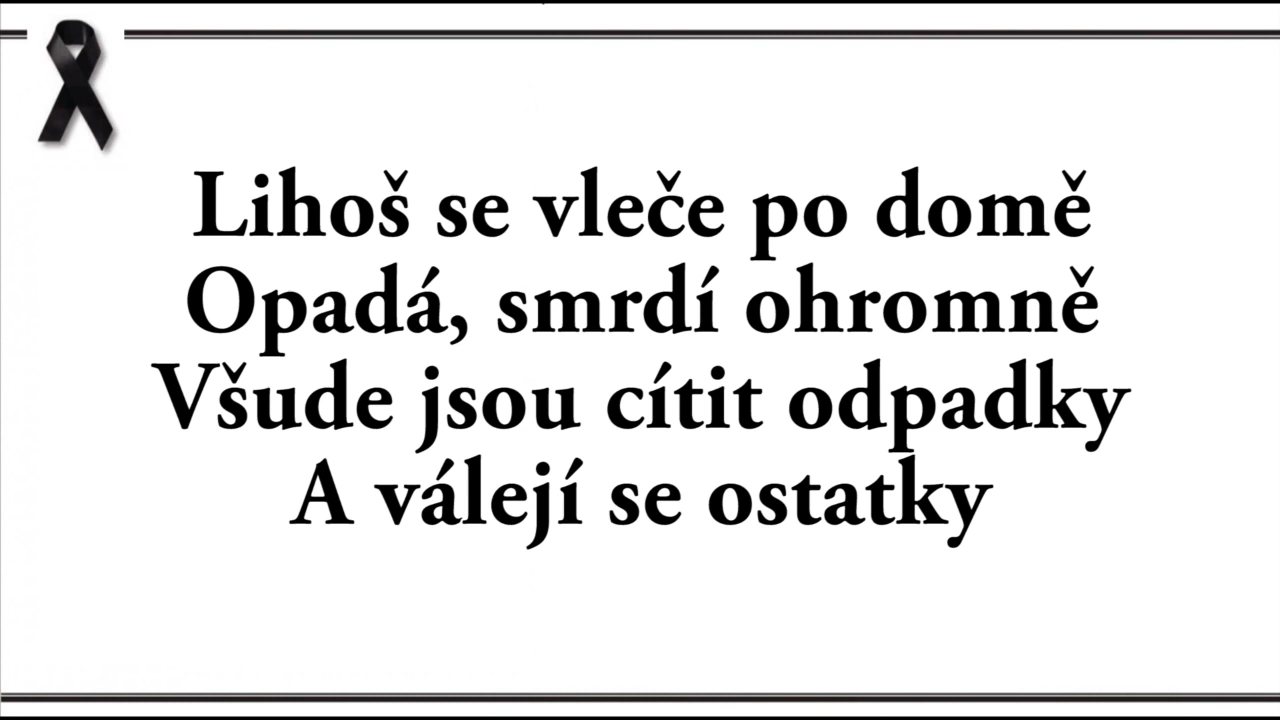 Lihoš se vleče po domě
Opadá, smrdí ohromně
Všude jsou cítit odpadky
A válejí se ostatky